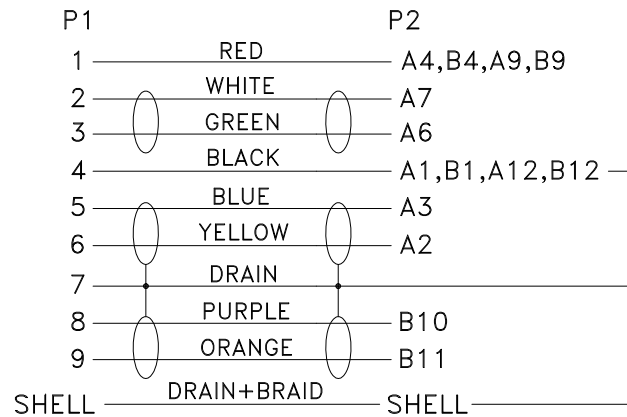 P1 P2
1 RED A4,B4,A9,B9
2 WHITE A7
3 GREEN A6
4 BLACK A1,B1,A12,B12
5 BLUE A3
6 YELLOW A2
7 DRAIN
8 PURPLE B10
9 ORANGE B11
SHELL DRAIN+BRAID SHELL